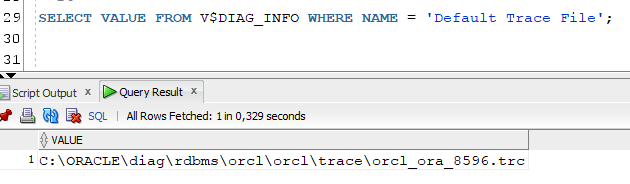 29 SELECT VALUE FROM V$DIAG_INFO WHERE NAME = 'Default Trace File';
30
31
Script Output x Query Result x
SQL | All Rows Fetched: 1 in 0,329 seconds
VALUE
1 C:\ORACLE\diag\rdbms\orcl\orcl\trace\orcl_ora_8596.trc